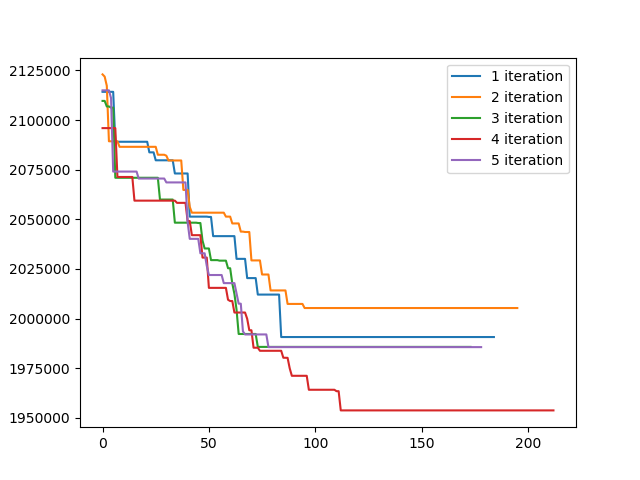 2125000
2100000
2075000
2050000
2025000
2000000
1975000
1950000
0 50 100 150 200
1 iteration
2 iteration
3 iteration
4 iteration
5 iteration